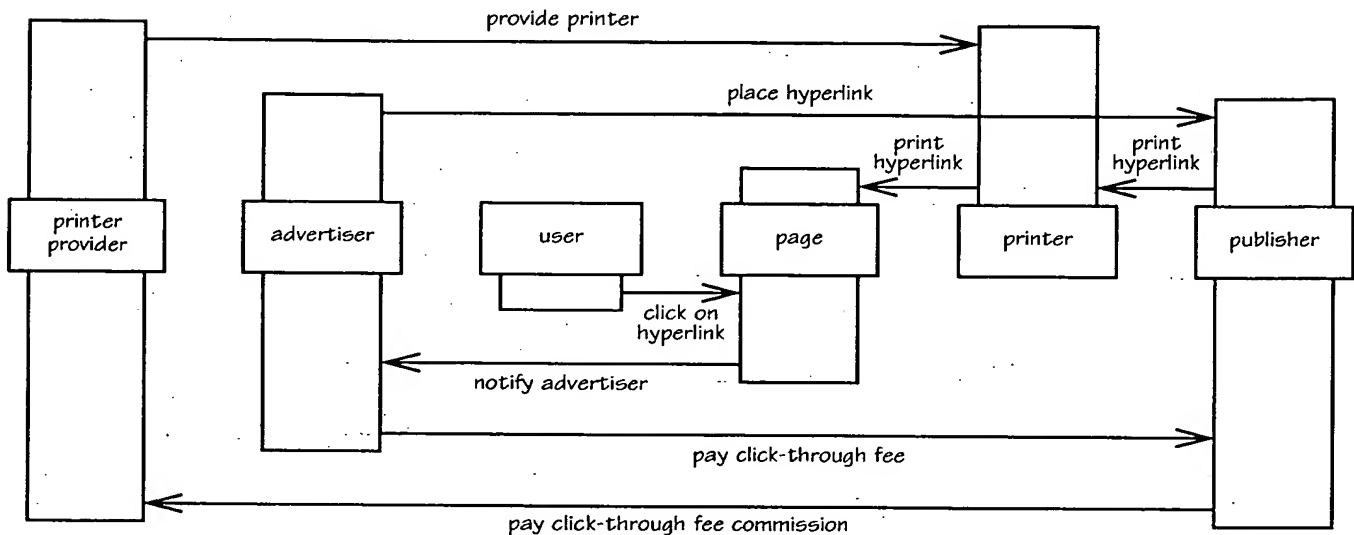 provide printer
place hyperlink
print
hyperlink
print
hyperlink
printer
provider
advertiser
user
page
printer
publisher
click on
hyperlink
notify advertiser
pay click-through fee
pay click-through fee commission